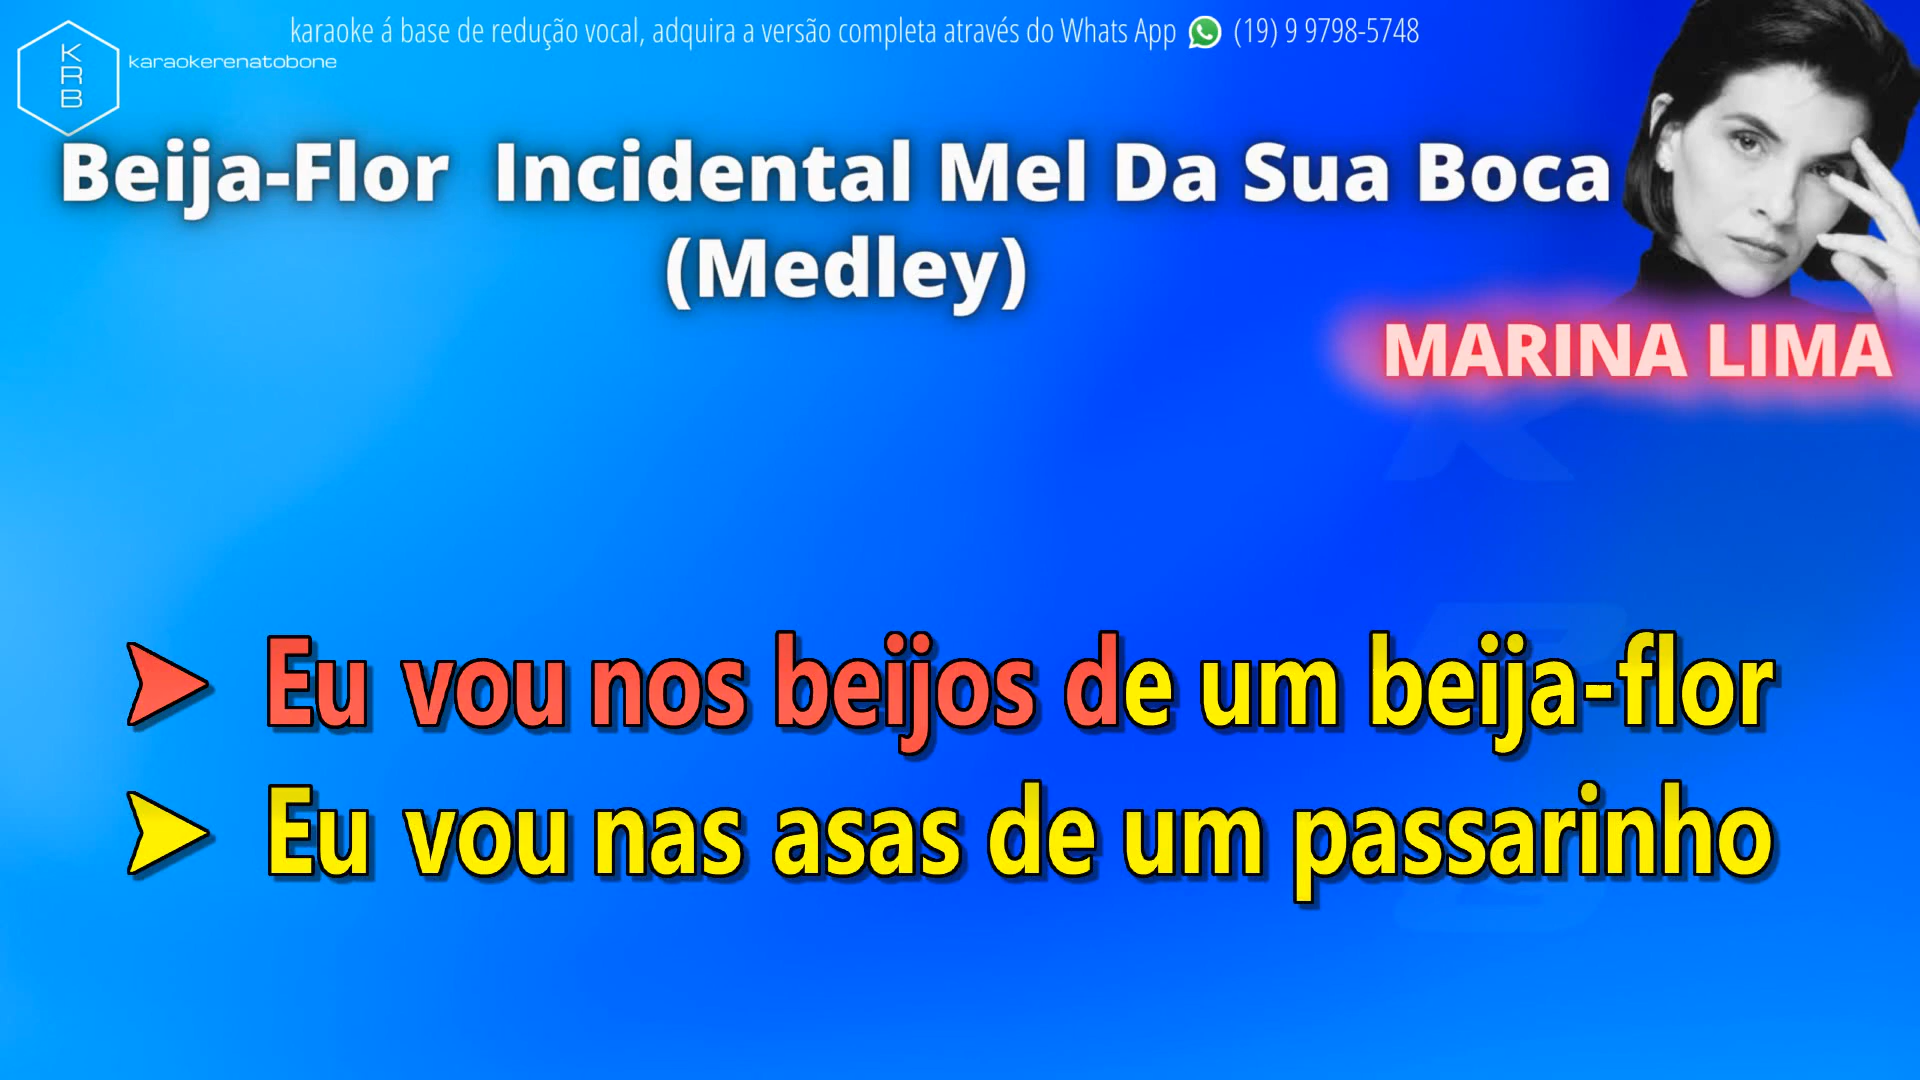 karaoke á base de redução vocal, adquira a versão completa através do Whats App (19) 9 9798-5748
K
R
B
karaokerenatobone
Beija-Flor Incidental Mel Da Sua Boca
(Medley)
MARINA LIMA
Eu vou nos beijos de um beija-flor
Eu vou nas asas de um passarinho